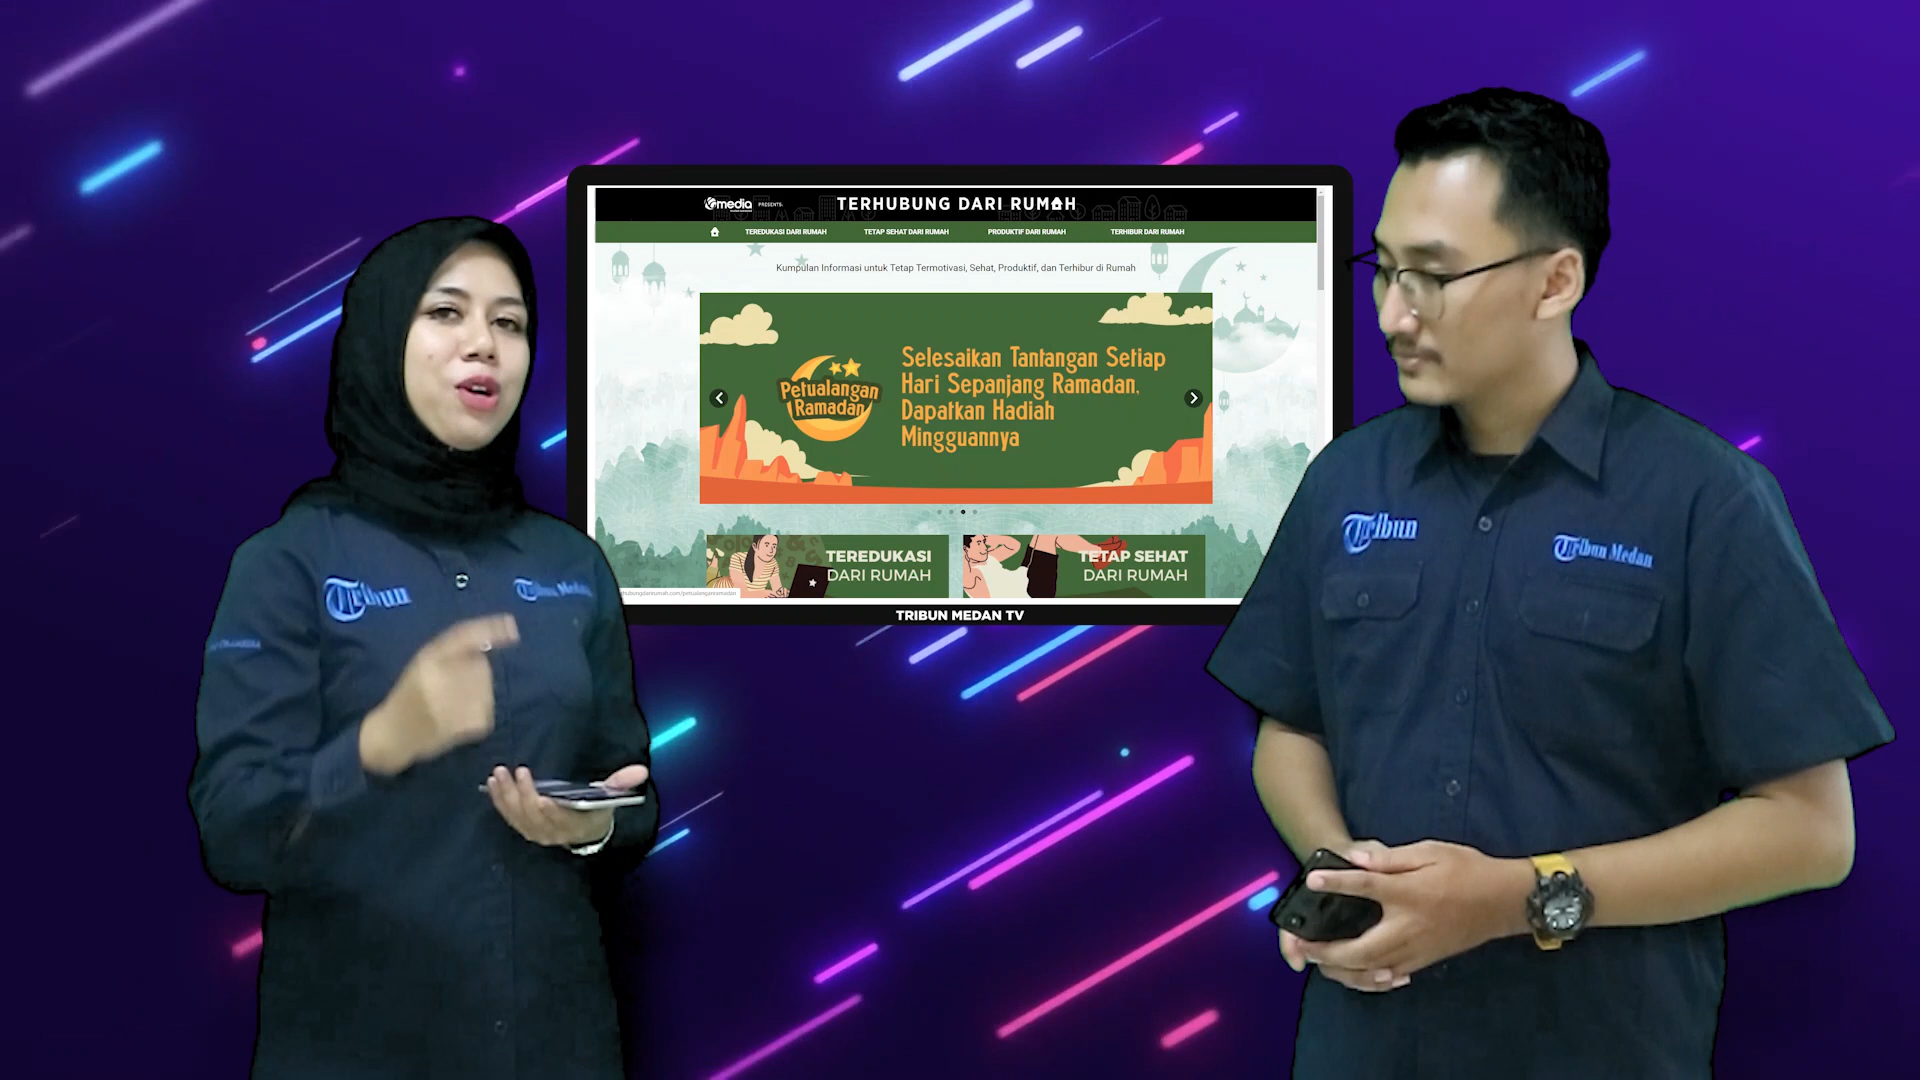 media PRESENTS:
TERHUBUNG DARI RUMAH
TEREDUKASI DARI RUMAH
TETAP SEHAT DARI RUMAH
PRODUKTIF DARI RUMAH
TERHIBUR DARI RUMAH
Kumpulan Informasi untuk Tetap Termotivasi, Sehat, Produktif, dan Terhibur di Rumah
Petualangan
Ramadan
Selesaikan Tantangan Setiap
Hari Sepanjang Ramadan,
Dapatkan Hadiah
Mingguannya
TEREDUKASI
DARI RUMAH
TETAP SEHAT
DARI RUMAH
TRIBUN MEDAN TV
Tribun
Tribun Medan
Tribun
Tribun Medan